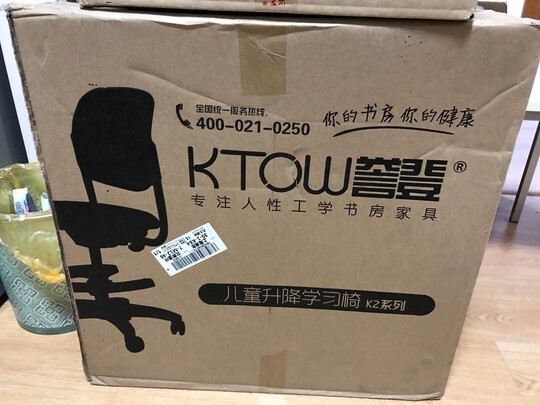 全国统一服务热线:
400-021-0250
你的书房 你的健康
KTOW誉登®
专注人性工学书房家具
儿童升降学习椅 K2系列